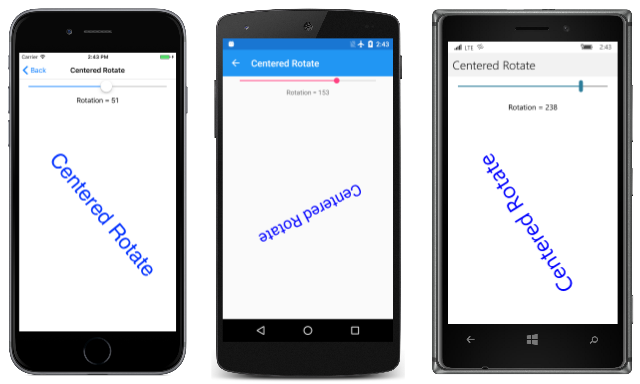 Carrier 2:43 PM
Back Centered Rotate
Rotation = 51
Centered Rotate
2:43
Centered Rotate
Rotation = 153
Centered Rotate
LTE 2:43
Centered Rotate
Rotation = 238
Centered Rotate